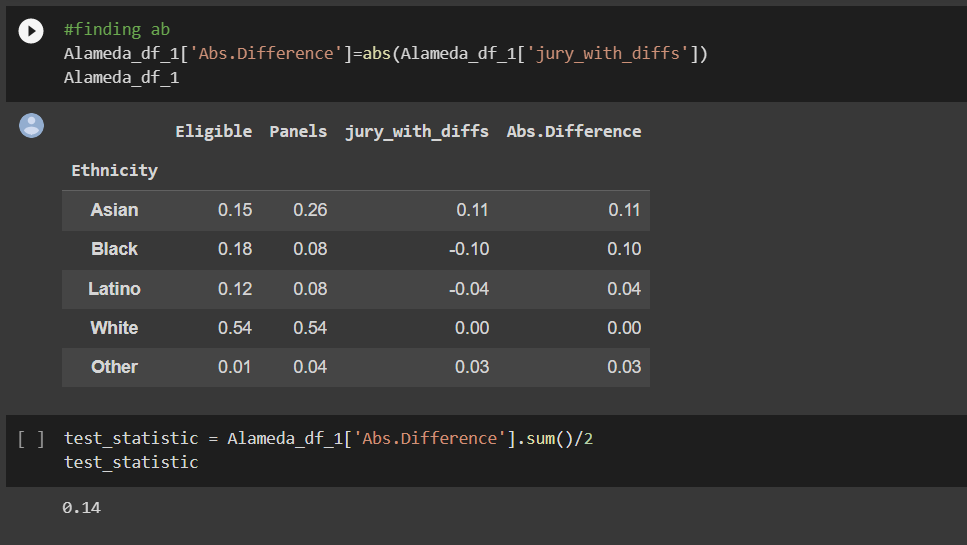 #finding ab
Alameda_df_1['Abs.Difference']=abs(Alameda_df_1['jury_with_diffs'])
Alameda_df_1
Eligible Panels jury_with_diffs Abs.Difference
Ethnicity
Asian 0.15 0.26 0.11 0.11
Black 0.18 0.08 -0.10 0.10
Latino 0.12 0.08 -0.04 0.04
White 0.54 0.54 0.00 0.00
Other 0.01 0.04 0.03 0.03
[ ] test_statistic = Alameda_df_1['Abs.Difference'].sum()/2
test_statistic
0.14